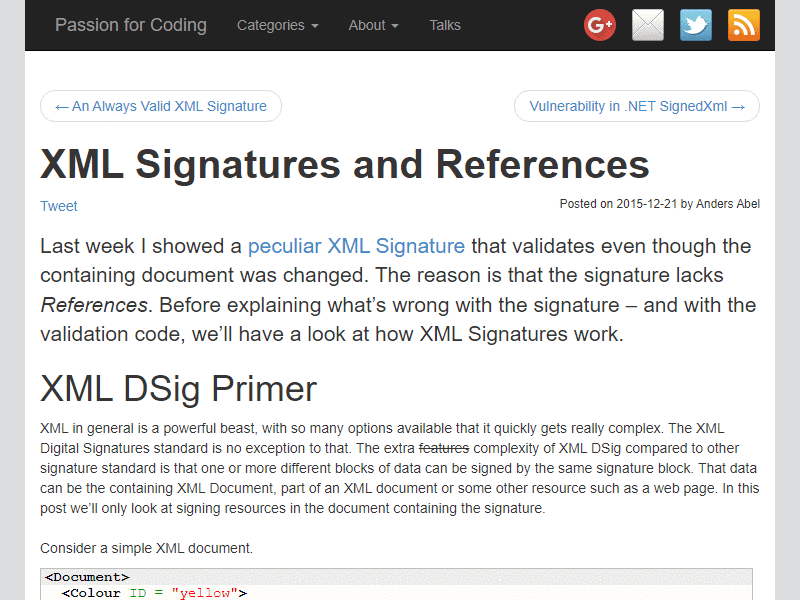 Passion for Coding Categories About Talks G+
← An Always Valid XML Signature Vulnerability in .NET SignedXml →
XML Signatures and References
Tweet Posted on 2015-12-21 by Anders Abel
Last week I showed a peculiar XML Signature that validates even though the
containing document was changed. The reason is that the signature lacks
References. Before explaining what’s wrong with the signature – and with the
validation code, we’ll have a look at how XML Signatures work.
XML DSig Primer
XML in general is a powerful beast, with so many options available that it quickly gets really complex. The XML
Digital Signatures standard is no exception to that. The extra features complexity of XML DSig compared to other
signature standard is that one or more different blocks of data can be signed by the same signature block. That data
can be the containing XML Document, part of an XML document or some other resource such as a web page. In this
post we’ll only look at signing resources in the document containing the signature.
Consider a simple XML document.
<Document>
<Colour ID = "yellow">